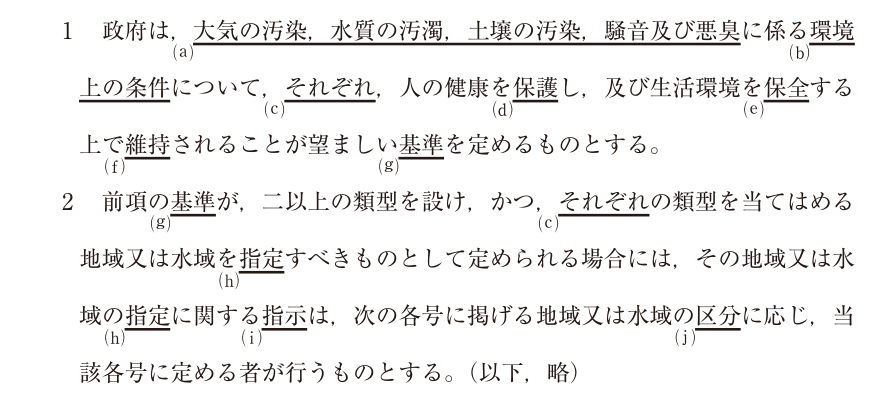 1　政府は，大気の汚染，水質の汚濁，土壌の汚染，騒音及び悪臭に係る環境
(a) (b)
上の条件について，それぞれ，人の健康を保護し，及び生活環境を保全する
(c) (d) (e)
上で維持されることが望ましい基準を定めるものとする。
(f) (g)
2　前項の基準が，二以上の類型を設け，かつ，それぞれの類型を当てはめる
(g) (c)
地域又は水域を指定すべきものとして定められる場合には，その地域又は水
(h)
域の指定に関する指示は，次の各号に掲げる地域又は水域の区分に応じ，当
(h) (i) (j)
該各号に定める者が行うものとする。（以下，略）